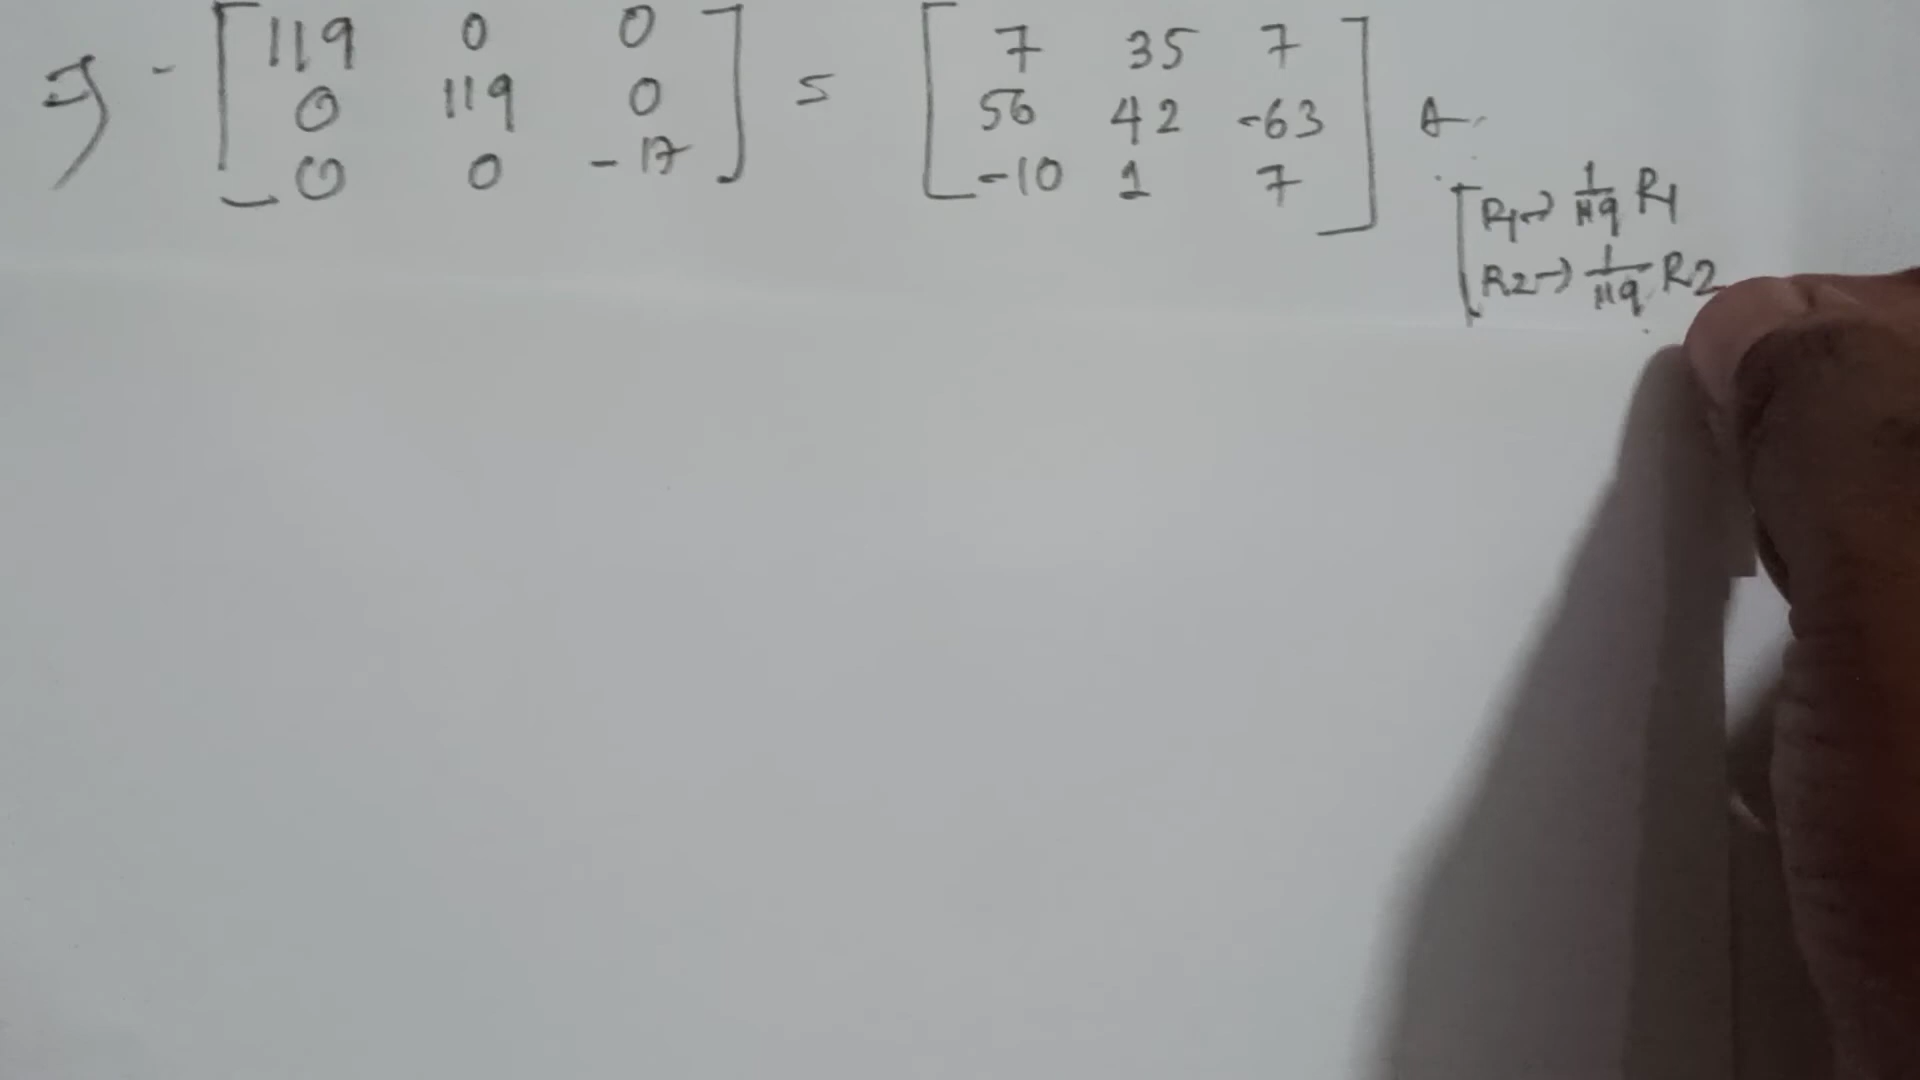 ⇒ - [ 119 0 0 ] = [ 7 35 7 ]
0 119 0 56 42 -63 A
0 0 -17 -10 1 7
R1→ 1/119 R1
R2→ 1/119 R2